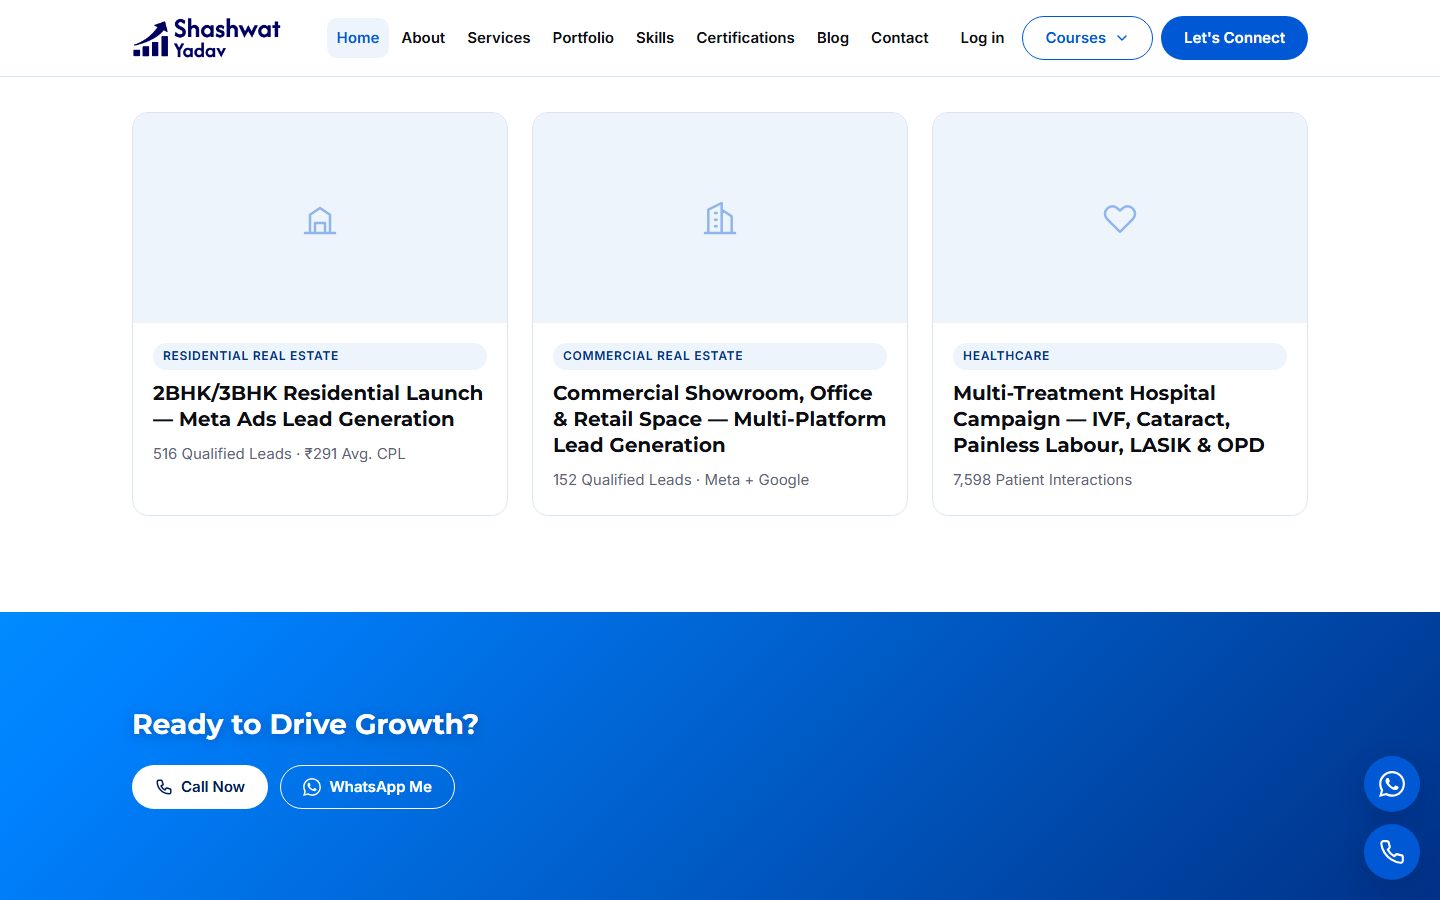 Shashwat
Yadav
Home
About
Services
Portfolio
Skills
Certifications
Blog
Contact
Log in
Courses
Let's Connect
RESIDENTIAL REAL ESTATE
2BHK/3BHK Residential Launch
— Meta Ads Lead Generation
516 Qualified Leads · ₹291 Avg. CPL
COMMERCIAL REAL ESTATE
Commercial Showroom, Office
& Retail Space — Multi-Platform
Lead Generation
152 Qualified Leads · Meta + Google
HEALTHCARE
Multi-Treatment Hospital
Campaign — IVF, Cataract,
Painless Labour, LASIK & OPD
7,598 Patient Interactions
Ready to Drive Growth?
Call Now
WhatsApp Me